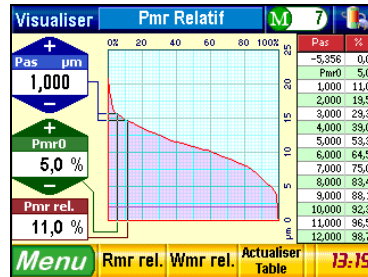 Visualiser Pmr Relatif M 7)
Pas µm
1,000
Pmr0
5,0 %
Pmr rel.
11,0 %
0% 20 40 60 80 100%
25
20
15
10
5
0
µm
Pas %
-5,356 0,0
Pmr0 5,0
1,000 11,0
2,000 19,5
3,000 29,3
4,000 39,0
5,000 53,3
6,000 64,5
7,000 75,0
8,000 83,4
9,000 88,
10,000 92,3
11,000 96,5
12,000 98,7
Menu Rmr rel. Wmr rel. Actualiser Table 13:19